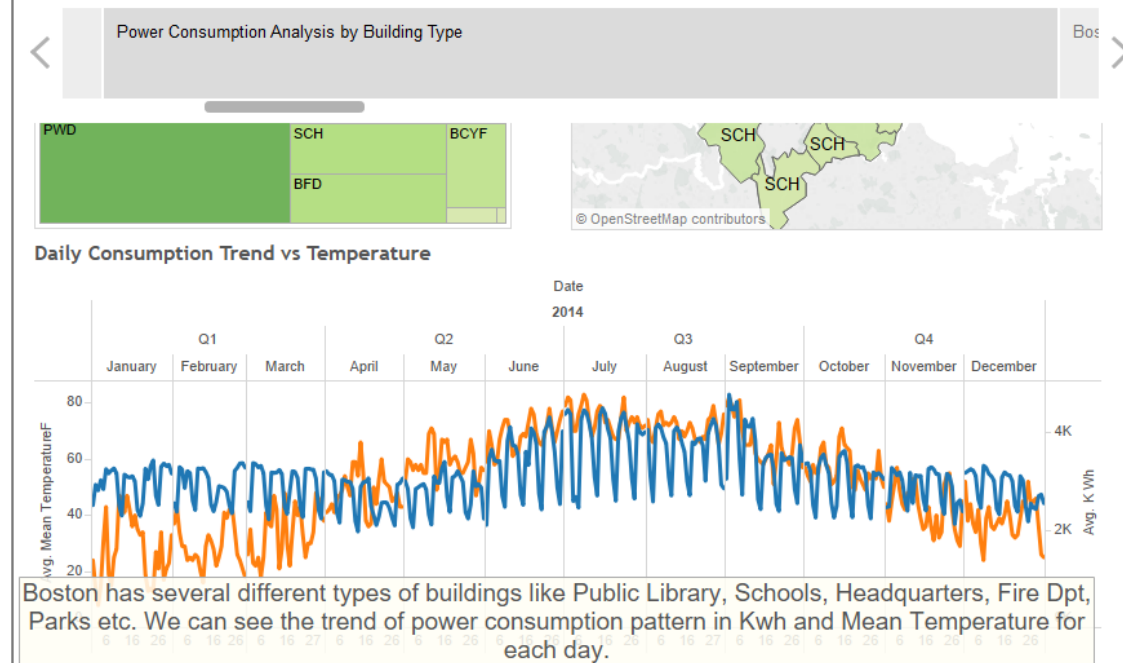 Power Consumption Analysis by Building Type
Bos
PWD
SCH
BCYF
BFD
SCH
SCH
SCH
© OpenStreetMap contributors
Daily Consumption Trend vs Temperature
Date
2014
Q1 Q2 Q3 Q4
January February March April May June July August September October November December
80
60
40
20
Avg. Mean TemperatureF
4K
2K
Avg. K Wh
Boston has several different types of buildings like Public Library, Schools, Headquarters, Fire Dpt,
Parks etc. We can see the trend of power consumption pattern in Kwh and Mean Temperature for
each day.